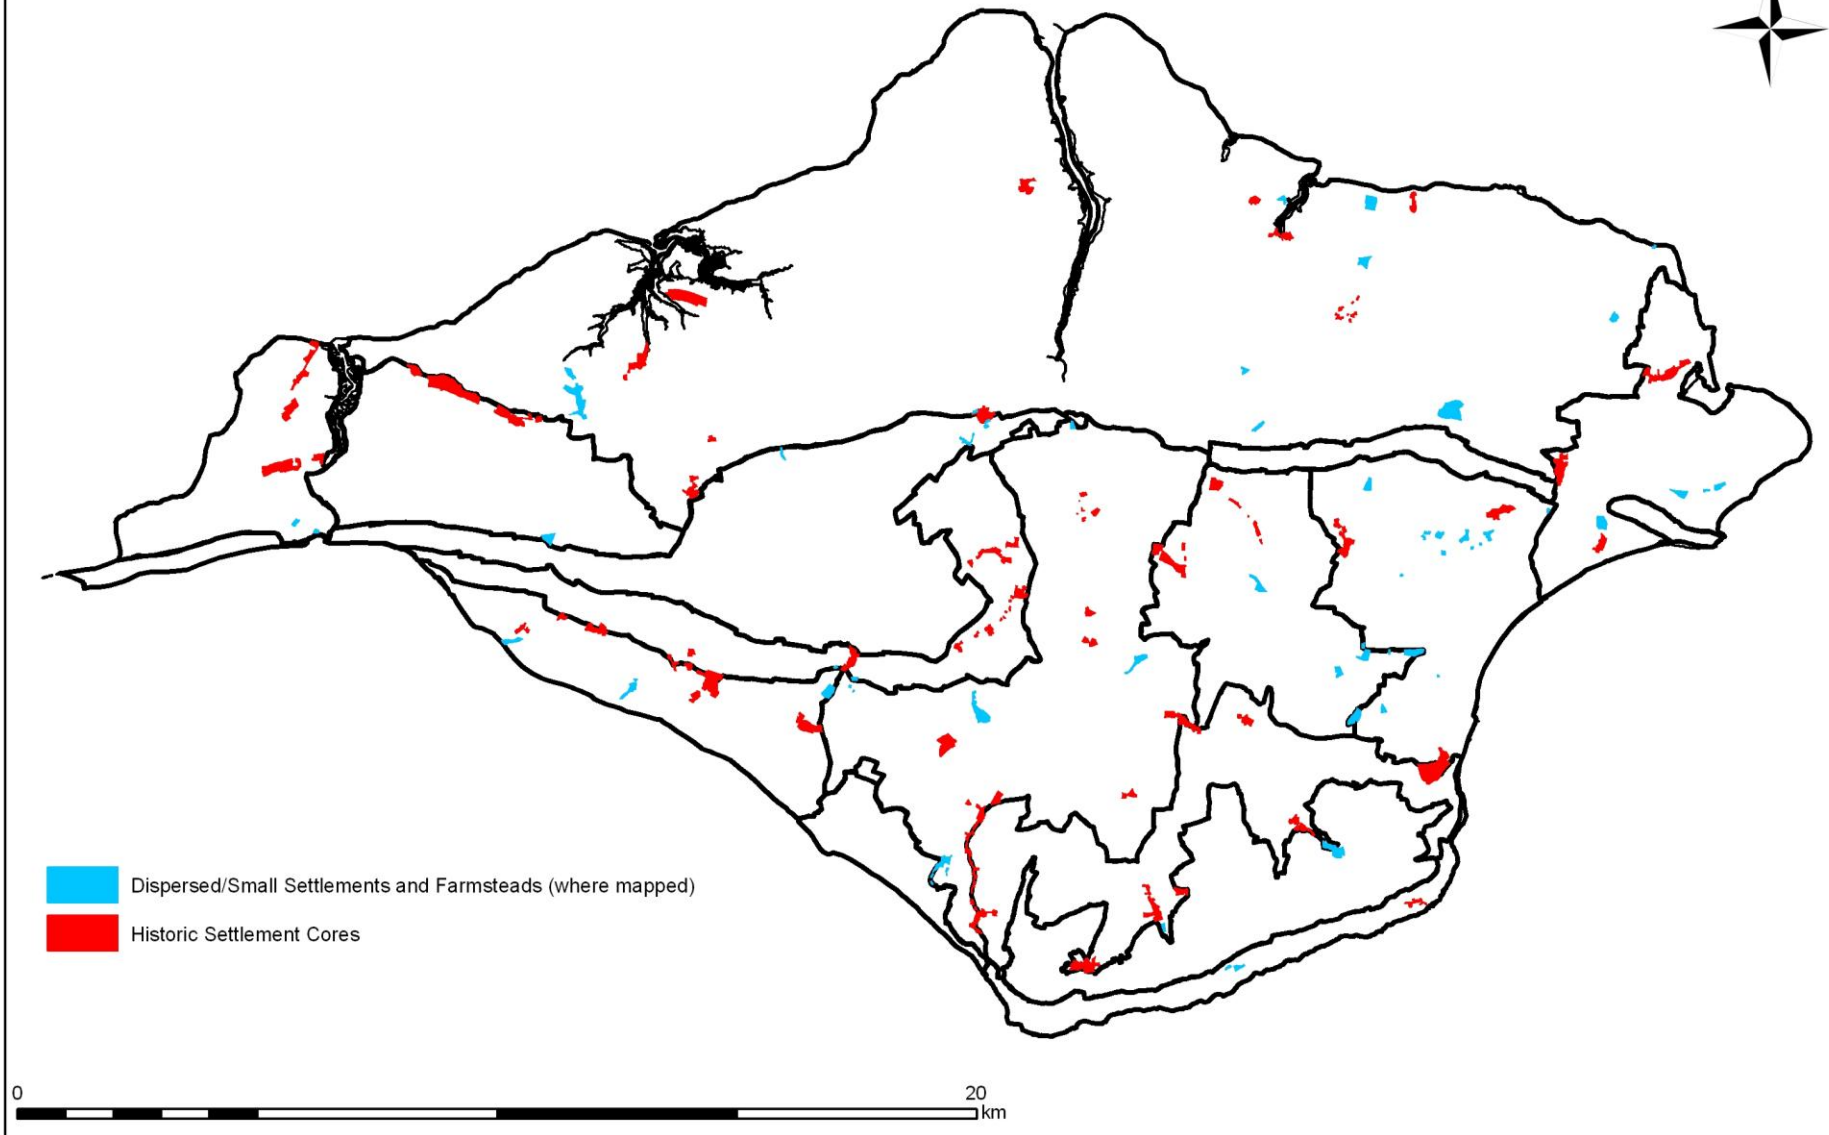 Dispersed/Small Settlements and Farmsteads (where mapped)
Historic Settlement Cores
0 20
km